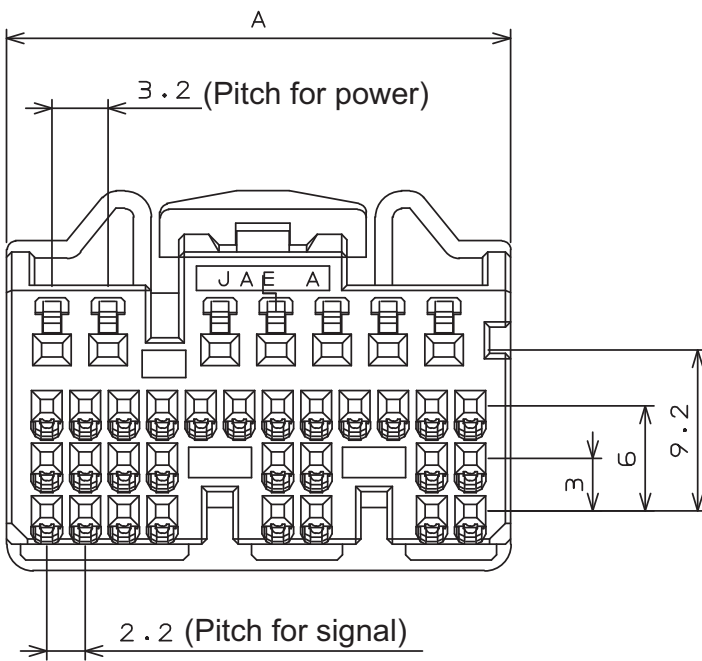 A
3.2 (Pitch for power)
JAE A
9.2
6
3
2.2 (Pitch for signal)